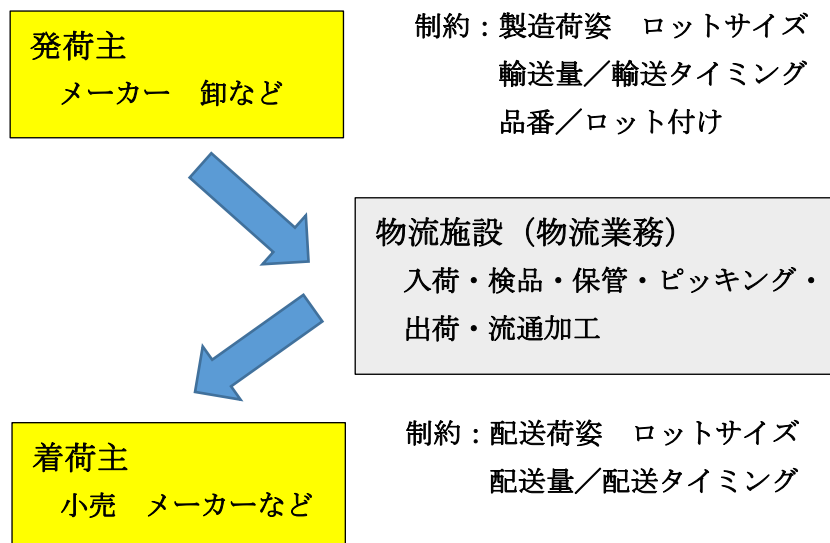 発荷主
メーカー　卸など
制約：製造荷姿　ロットサイズ
輸送量／輸送タイミング
品番／ロット付け
物流施設（物流業務）
入荷・検品・保管・ピッキング・
出荷・流通加工
着荷主
小売　メーカーなど
制約：配送荷姿　ロットサイズ
配送量／配送タイミング